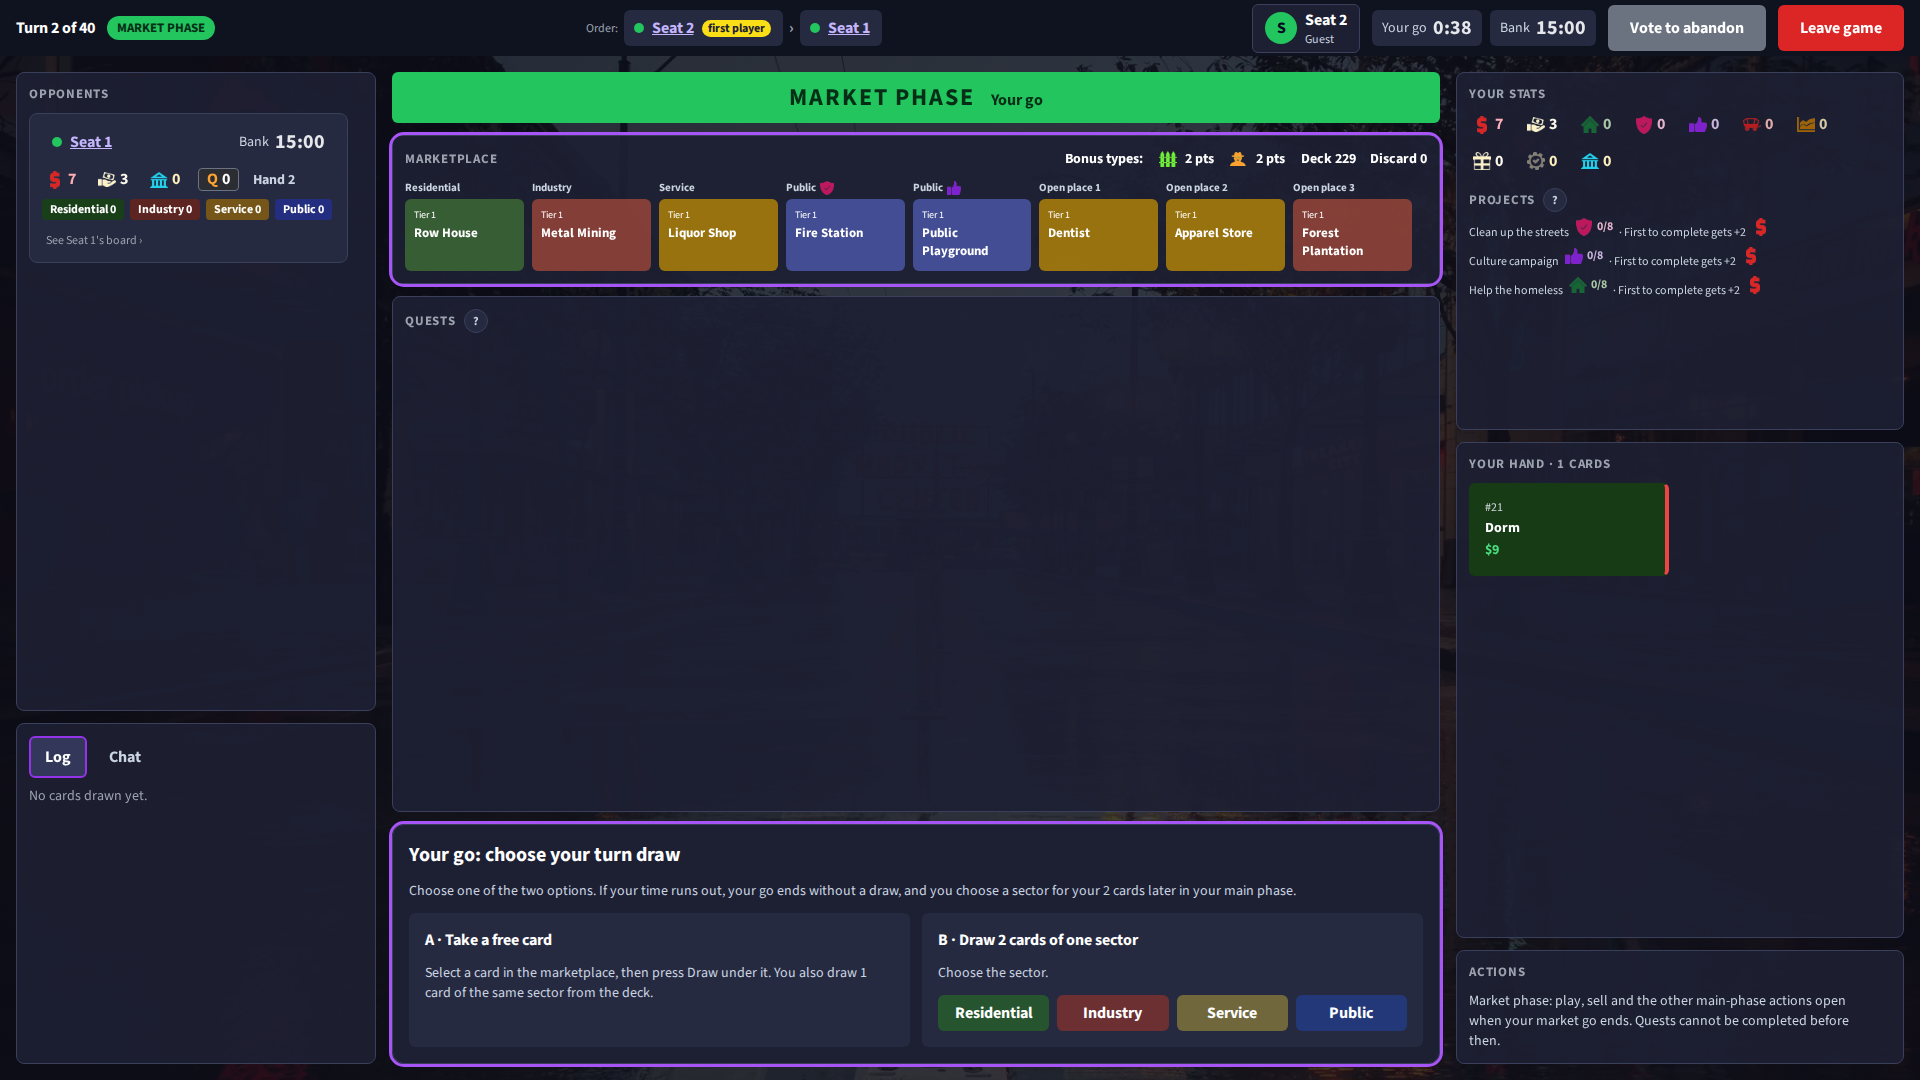 Turn 2 of 40 MARKET PHASE
Order: Seat 2 first player › Seat 1
S Seat 2 Guest
Your go 0:38
Bank 15:00
Vote to abandon
Leave game
OPPONENTS
Seat 1 Bank 15:00
7 3 0 Q 0 Hand 2
Residential 0 Industry 0 Service 0 Public 0
See Seat 1's board ›
Log Chat
No cards drawn yet.
MARKET PHASE Your go
MARKETPLACE
Bonus types: 2 pts 2 pts Deck 229 Discard 0
Residential
Tier 1
Row House
Industry
Tier 1
Metal Mining
Service
Tier 1
Liquor Shop
Public
Tier 1
Fire Station
Public
Tier 1
Public
Playground
Open place 1
Tier 1
Dentist
Open place 2
Tier 1
Apparel Store
Open place 3
Tier 1
Forest
Plantation
QUESTS ?
Your go: choose your turn draw
Choose one of the two options. If your time runs out, your go ends without a draw, and you choose a sector for your 2 cards later in your main phase.
A · Take a free card
Select a card in the marketplace, then press Draw under it. You also draw 1
card of the same sector from the deck.
B · Draw 2 cards of one sector
Choose the sector.
Residential Industry Service Public
YOUR STATS
$ 7 3 0 0 0 0 0
0 0 0
PROJECTS ?
Clean up the streets 0/8 · First to complete gets +2 $
Culture campaign 0/8 · First to complete gets +2 $
Help the homeless 0/8 · First to complete gets +2 $
YOUR HAND · 1 CARDS
#21
Dorm
$9
ACTIONS
Market phase: play, sell and the other main-phase actions open
when your market go ends. Quests cannot be completed before
then.